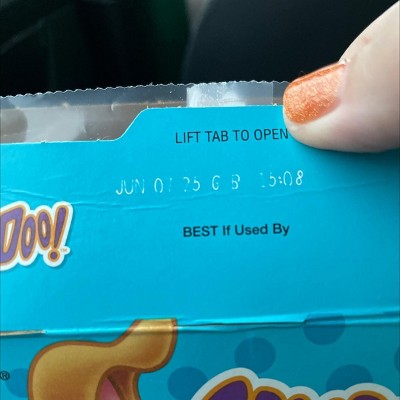 LIFT TAB TO OPEN
JUN 07 25 G B 15:08
Doo!
BEST If Used By
®